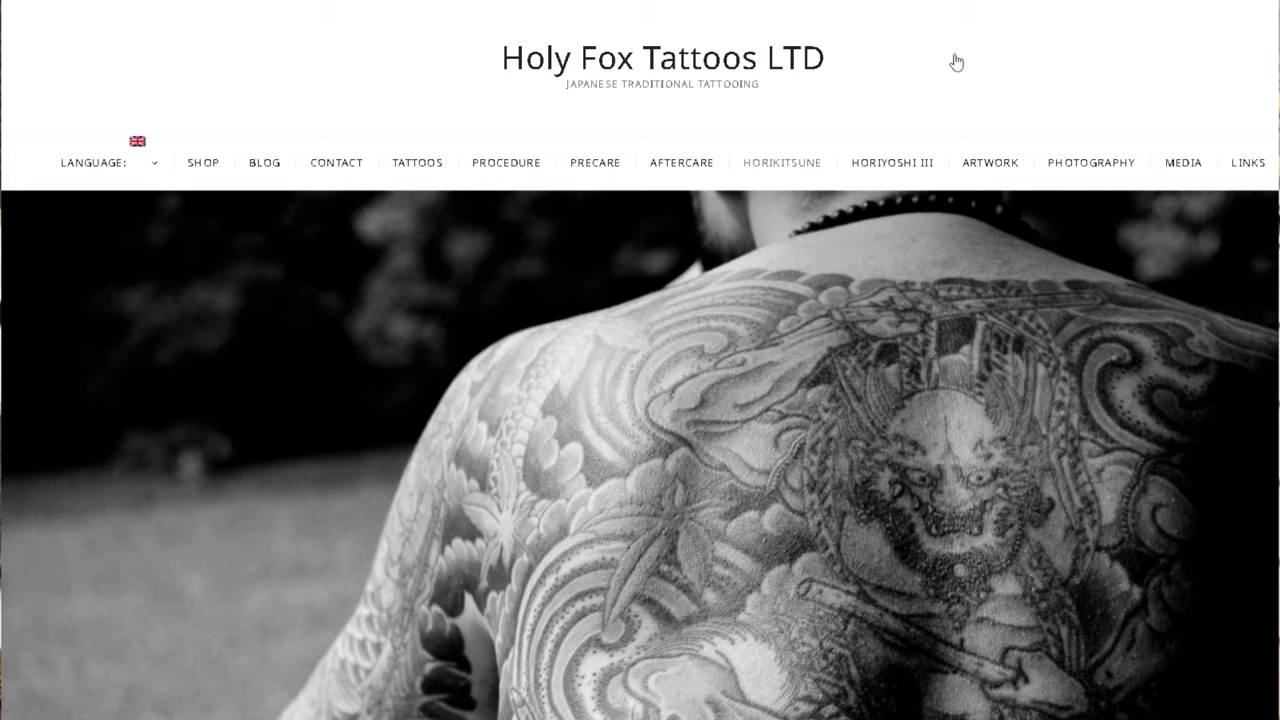 Holy Fox Tattoos LTD
JAPANESE TRADITIONAL TATTOOING
LANGUAGE: SHOP BLOG CONTACT TATTOOS PROCEDURE PRECARE AFTERCARE HORIKITSUNE HORIYOSHI III ARTWORK PHOTOGRAPHY MEDIA LINKS